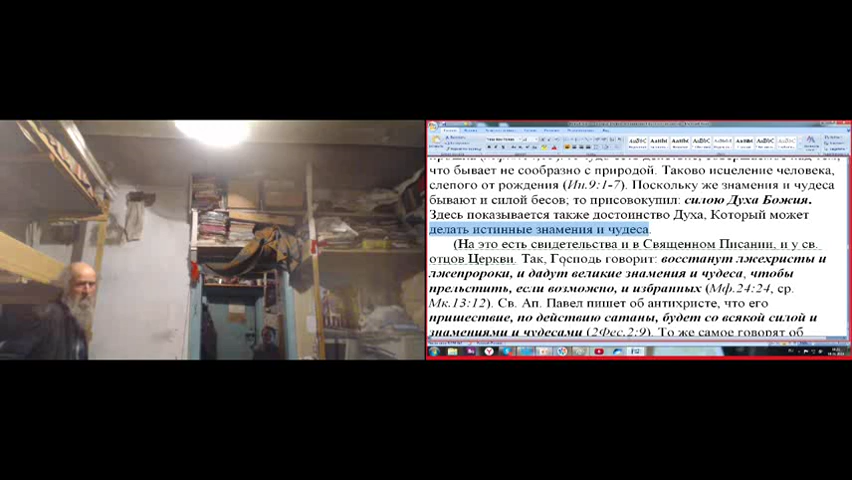 что бывает не сообразно с природой. Таково исцеление человека,
слепого от рождения (Ин.9:1-7). Поскольку же знамения и чудеса
бывают и силой бесов; то присовокупил: силою Духа Божия.
Здесь показывается также достоинство Духа, Который может
делать истинные знамения и чудеса.
(На это есть свидетельства и в Священном Писании, и у св.
отцов Церкви. Так, Господь говорит: восстанут лжехристы и
лжепророки, и дадут великие знамения и чудеса, чтобы
прельстить, если возможно, и избранных (Мф.24:24, ср.
Мк.13:12). Св. Ап. Павел пишет об антихристе, что его
пришествие, по действию сатаны, будет со всякой силой и
знамениями и чудесами (2Фес.2:9). То же самое говорят об